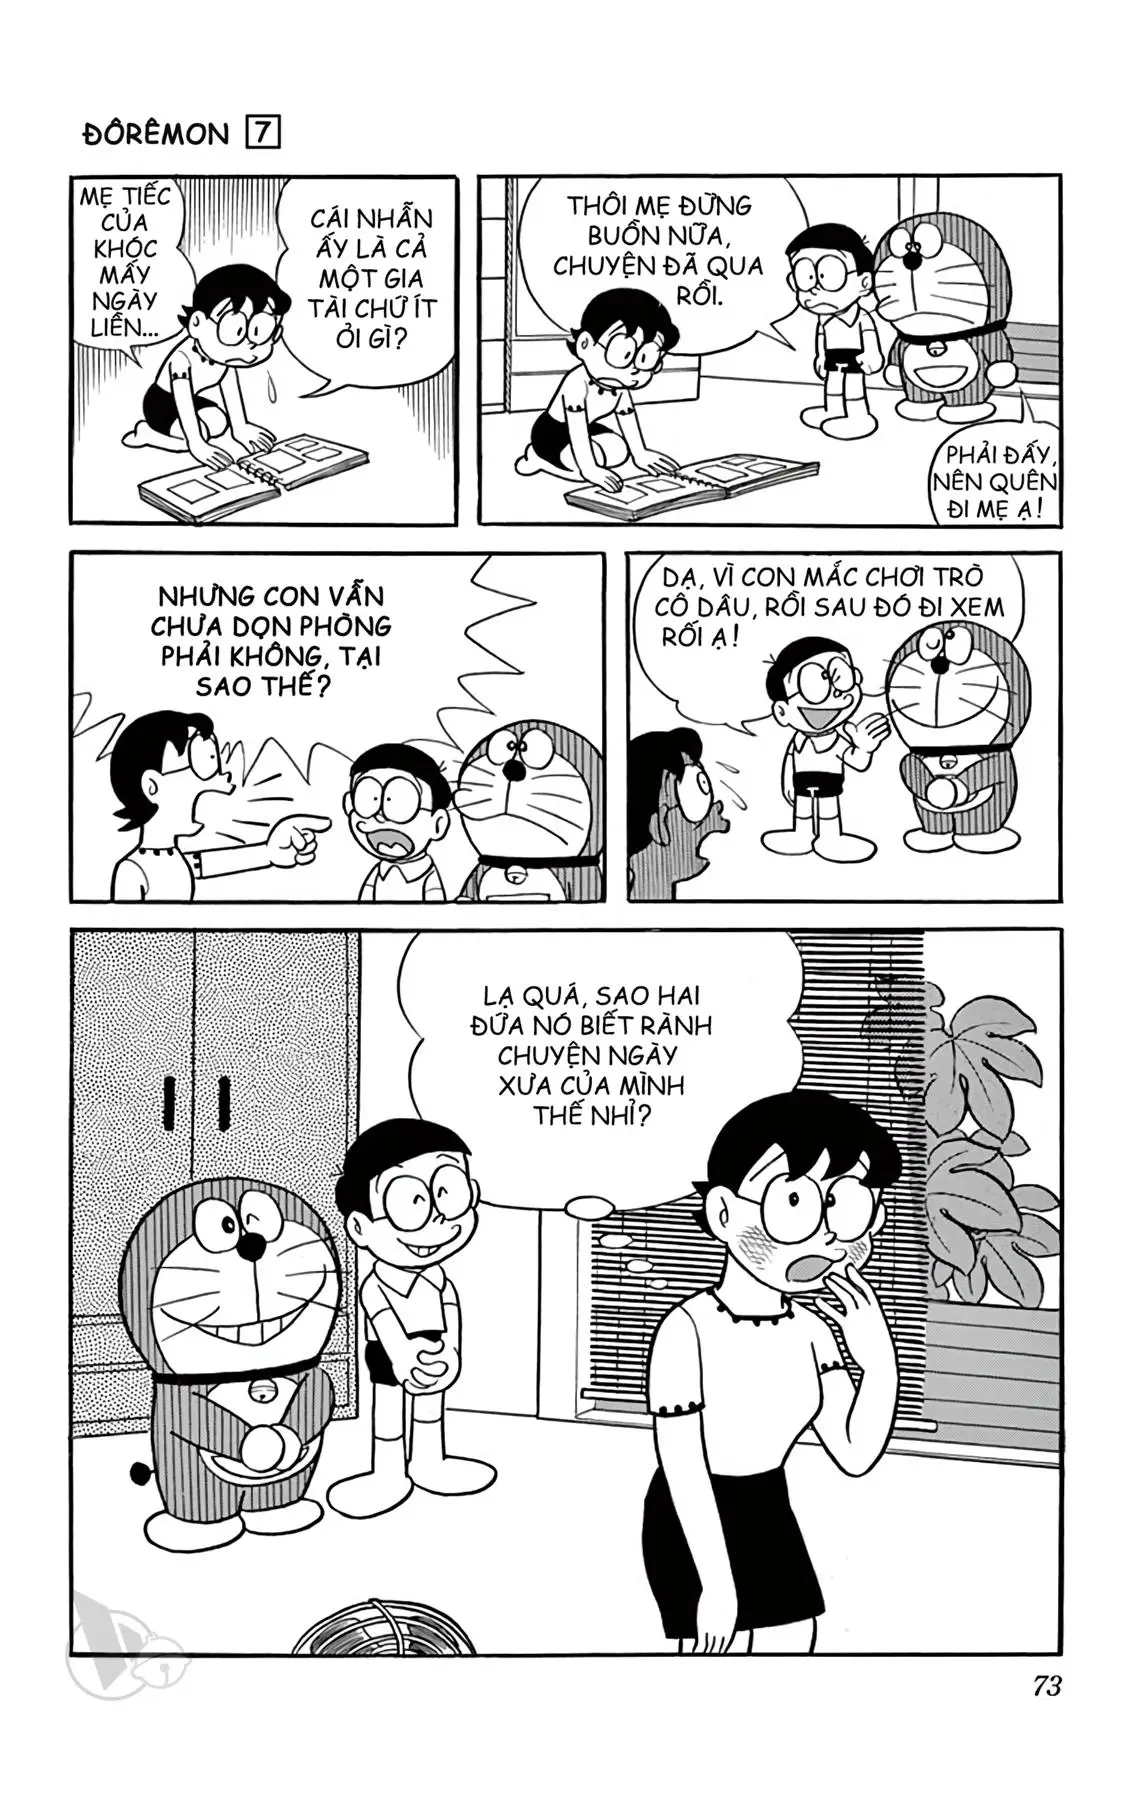 ĐÔRÊMON 7
MẸ TIẾC
CỦA
KHÓC
MẤY
NGÀY
LIỀN...
CÁI NHẪN
ẤY LÀ CẢ
MỘT GIA
TÀI CHỨ ÍT
ỎI GÌ?
THÔI MẸ ĐỪNG
BUỒN NỮA,
CHUYỆN ĐÃ QUA
RỒI.
PHẢI ĐẤY,
NÊN QUÊN
ĐI MẸ Ạ!
NHƯNG CON VẪN
CHƯA DỌN PHÒNG
PHẢI KHÔNG, TẠI
SAO THẾ?
DẠ, VÌ CON MẮC CHƠI TRÒ
CÔ DÂU, RỒI SAU ĐÓ ĐI XEM
RỐI Ạ!
LẠ QUÁ, SAO HAI
ĐỨA NÓ BIẾT RÀNH
CHUYỆN NGÀY
XƯA CỦA MÌNH
THẾ NHỈ?
73